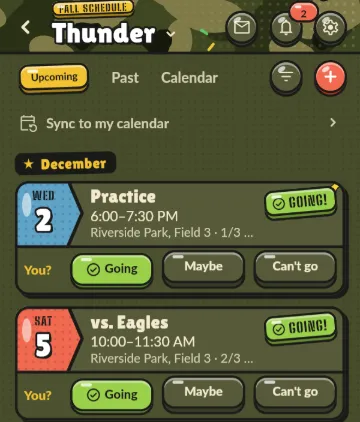 FALL SCHEDULE
Thunder
2
Upcoming
Past
Calendar
Sync to my calendar
★ December
WED
2
Practice
6:00–7:30 PM
Riverside Park, Field 3 · 1/3 ...
GOING!
You?
Going
Maybe
Can't go
SAT
5
vs. Eagles
10:00–11:30 AM
Riverside Park, Field 3 · 2/3 ...
GOING!
You?
Going
Maybe
Can't go